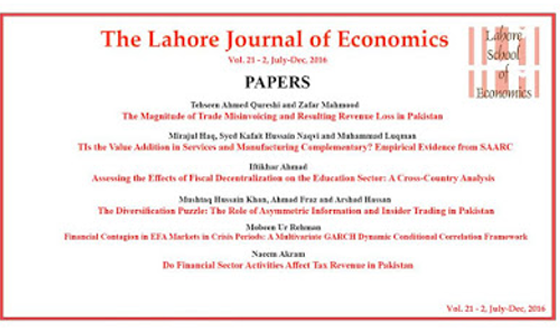 The Lahore Journal of Economics
Vol. 21 - 2, July-Dec, 2016
Lahore
School
of
Economics
PAPERS
Tehseen Ahmed Qureshi and Zafar Mahmood
The Magnitude of Trade Misinvoicing and Resulting Revenue Loss in Pakistan
Mirajul Haq, Syed Kafait Hussain Naqvi and Muhammad Luqman
TIs the Value Addition in Services and Manufacturing Complementary? Empirical Evidence from SAARC
Iftikhar Ahmad
Assessing the Effects of Fiscal Decentralization on the Education Sector: A Cross-Country Analysis
Mushtaq Hussain Khan, Ahmad Fraz and Arshad Hassan
The Diversification Puzzle: The Role of Asymmetric Information and Insider Trading in Pakistan
Mobeen Ur Rehman
Financial Contagion in EFA Markets in Crisis Periods: A Multivariate GARCH Dynamic Conditional Correlation Framework
Naeem Akram
Do Financial Sector Activities Affect Tax Revenue in Pakistan
Vol. 21 - 2, July-Dec, 2016